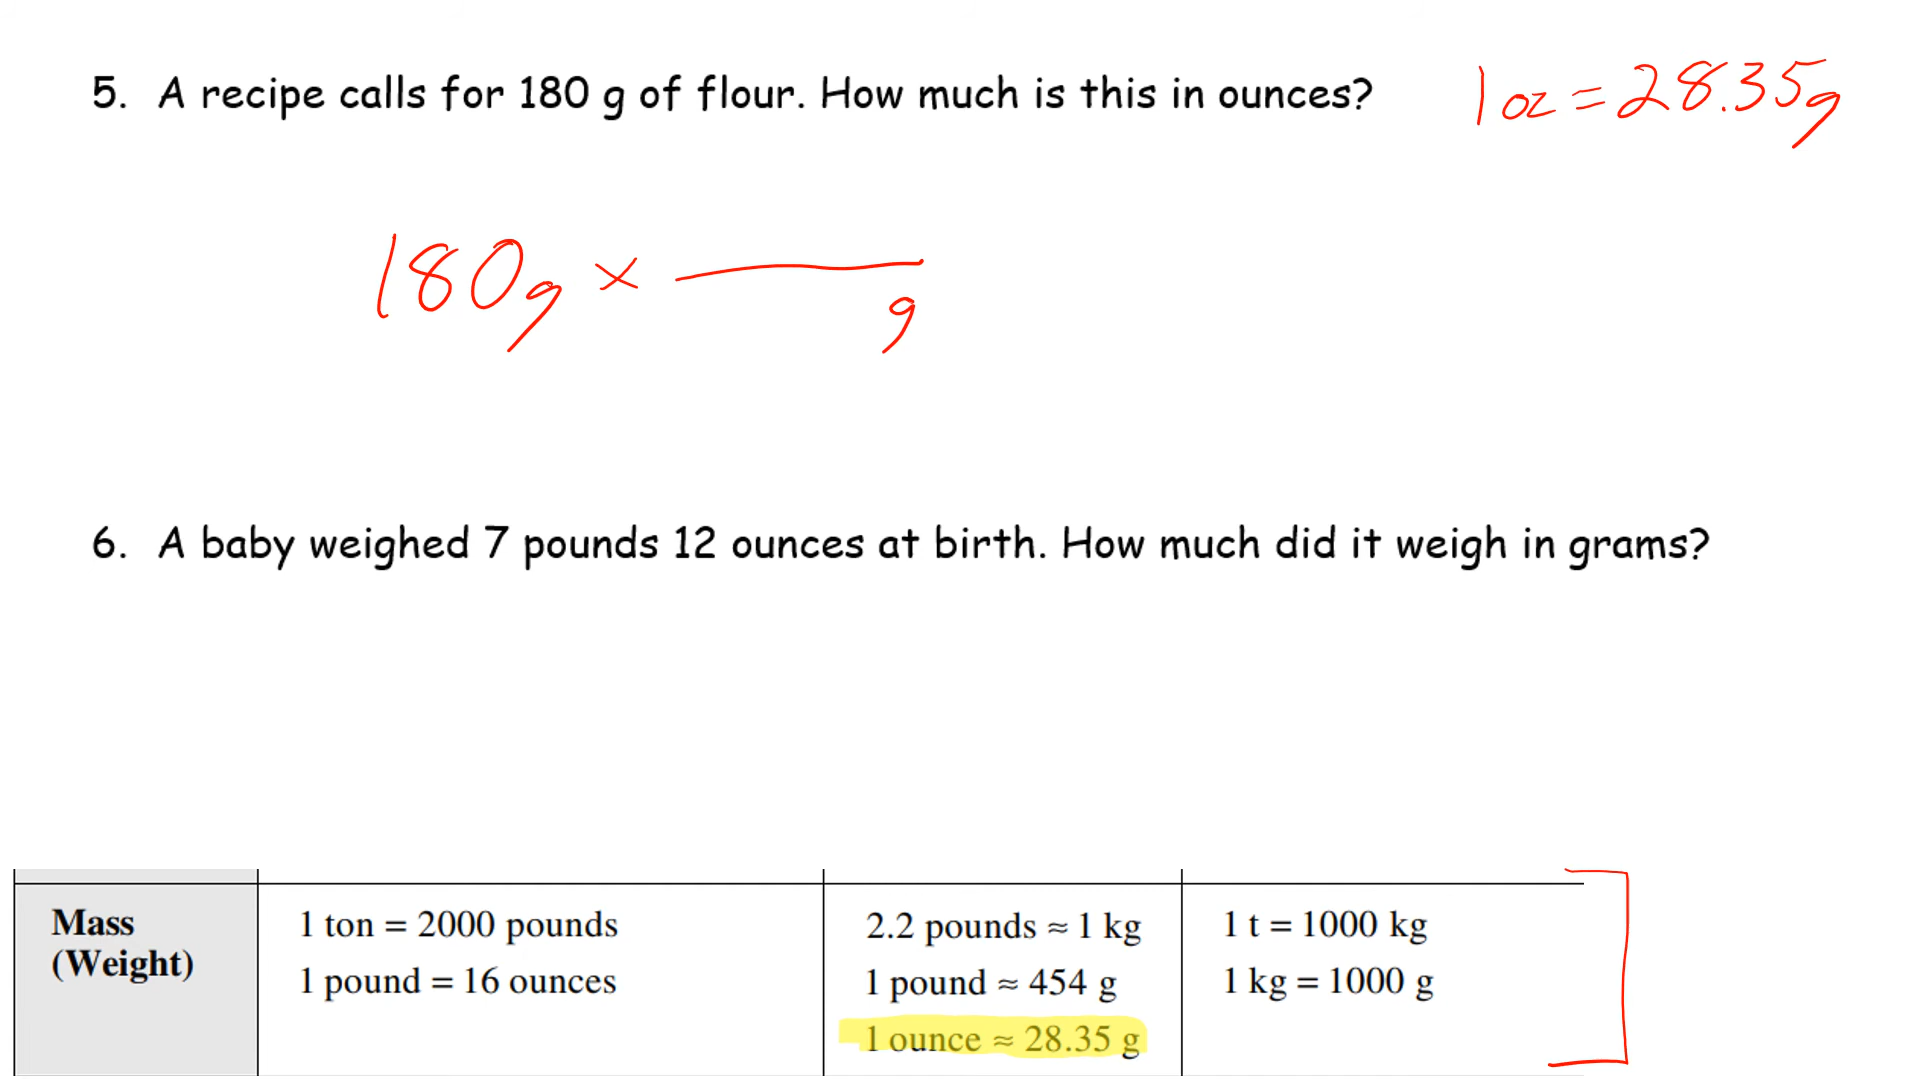 5. A recipe calls for 180 g of flour. How much is this in ounces? 1 oz = 28.35g
180g × 
g
6. A baby weighed 7 pounds 12 ounces at birth. How much did it weigh in grams?
Mass
(Weight)
1 ton = 2000 pounds
1 pound = 16 ounces
2.2 pounds ≈ 1 kg
1 pound ≈ 454 g
1 ounce ≈ 28.35 g
1 t = 1000 kg
1 kg = 1000 g